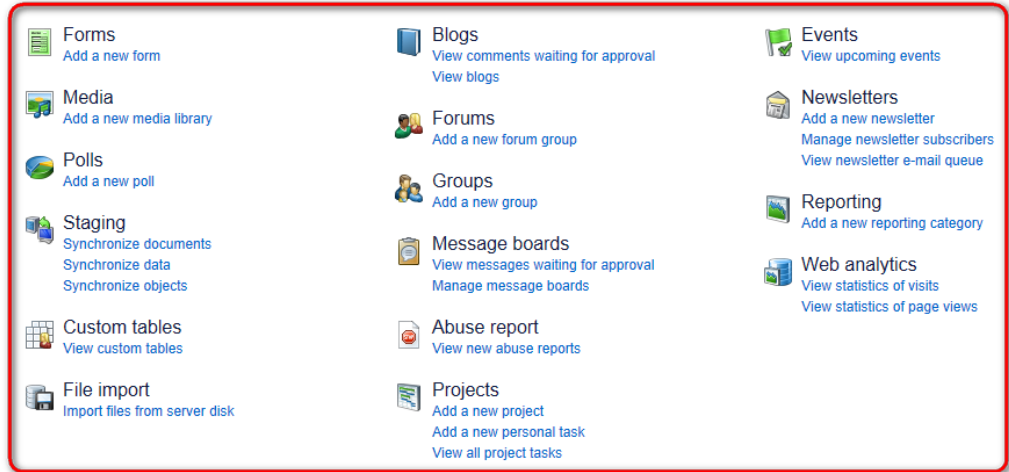 Forms
Add a new form
Media
Add a new media library
Polls
Add a new poll
Staging
Synchronize documents
Synchronize data
Synchronize objects
Custom tables
View custom tables
File import
Import files from server disk
Blogs
View comments waiting for approval
View blogs
Forums
Add a new forum group
Groups
Add a new group
Message boards
View messages waiting for approval
Manage message boards
Abuse report
View new abuse reports
Projects
Add a new project
Add a new personal task
View all project tasks
Events
View upcoming events
Newsletters
Add a new newsletter
Manage newsletter subscribers
View newsletter e-mail queue
Reporting
Add a new reporting category
Web analytics
View statistics of visits
View statistics of page views